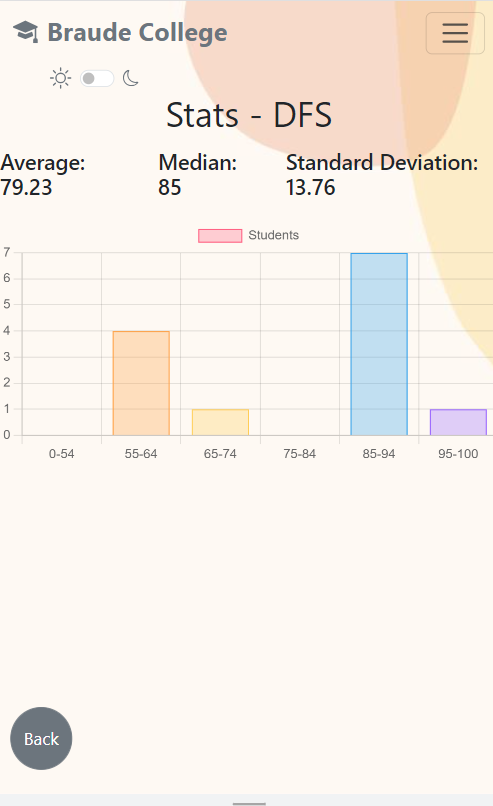 Braude College
Stats - DFS
Average: Median: Standard Deviation:
79.23 85 13.76
Students
7
6
5
4
3
2
1
0
0-54 55-64 65-74 75-84 85-94 95-100
Back